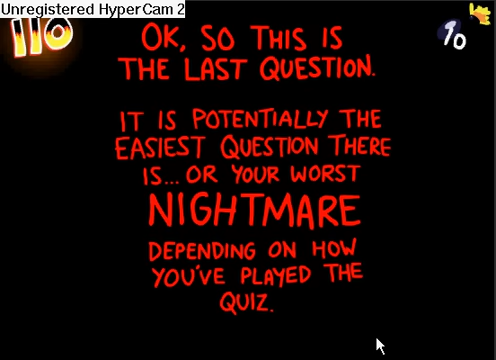 Unregistered HyperCam 2
110
90
OK, SO THIS IS
THE LAST QUESTION.
IT IS POTENTIALLY THE
EASIEST QUESTION THERE
IS... OR YOUR WORST
NIGHTMARE
DEPENDING ON HOW
YOU'VE PLAYED THE
QUIZ.